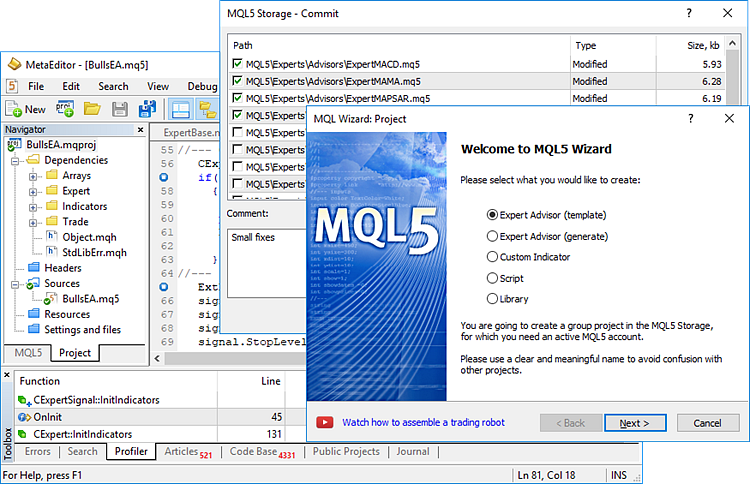 MQL5 Storage - Commit
Path Type Size, kb
MQL5\Experts\Advisors\ExpertMACD.mq5 Modified 5.93
MQL5\Experts\Advisors\ExpertMAMA.mq5 Modified 6.28
MQL5\Experts\Advisors\ExpertMAPSAR.mq5 Modified 6.19
MQL5\Experts
MQL5\Experts
MQL5\Experts
MQL5\Experts
Comment:
Small fixes
MetaEditor - [BullsEA.mq5]
File Edit Search View Debug
New
Navigator
BullsEA.mqproj
Dependencies
Arrays
Expert
Indicators
Trade
Object.mqh
StdLibErr.mqh
Headers
Sources
BullsEA.mq5
Resources
Settings and files
MQL5 Project
ExpertBase.m
55 //---
56 CExp
57 if(
58 {
59
60
61
62
63 }
64 //---
65 Ext
66 sign
67 sig
68 sig
69 signal.StopLevel
MQL Wizard: Project
MQL5
Welcome to MQL5 Wizard
Please select what you would like to create:
Expert Advisor (template)
Expert Advisor (generate)
Custom Indicator
Script
Library
You are going to create a group project in the MQL5 Storage,
for which you need an active MQL5 account.
Please use a clear and meaningful name to avoid confusion with
other projects.
Watch how to assemble a trading robot
< Back Next > Cancel
Toolbox
Function Line
CExpertSignal::InitIndicators
OnInit 45
CExpert::InitIndicators 131
Errors Search Profiler Articles 521 Code Base 4331 Public Projects Journal
For Help, press F1 Ln 81, Col 18 INS